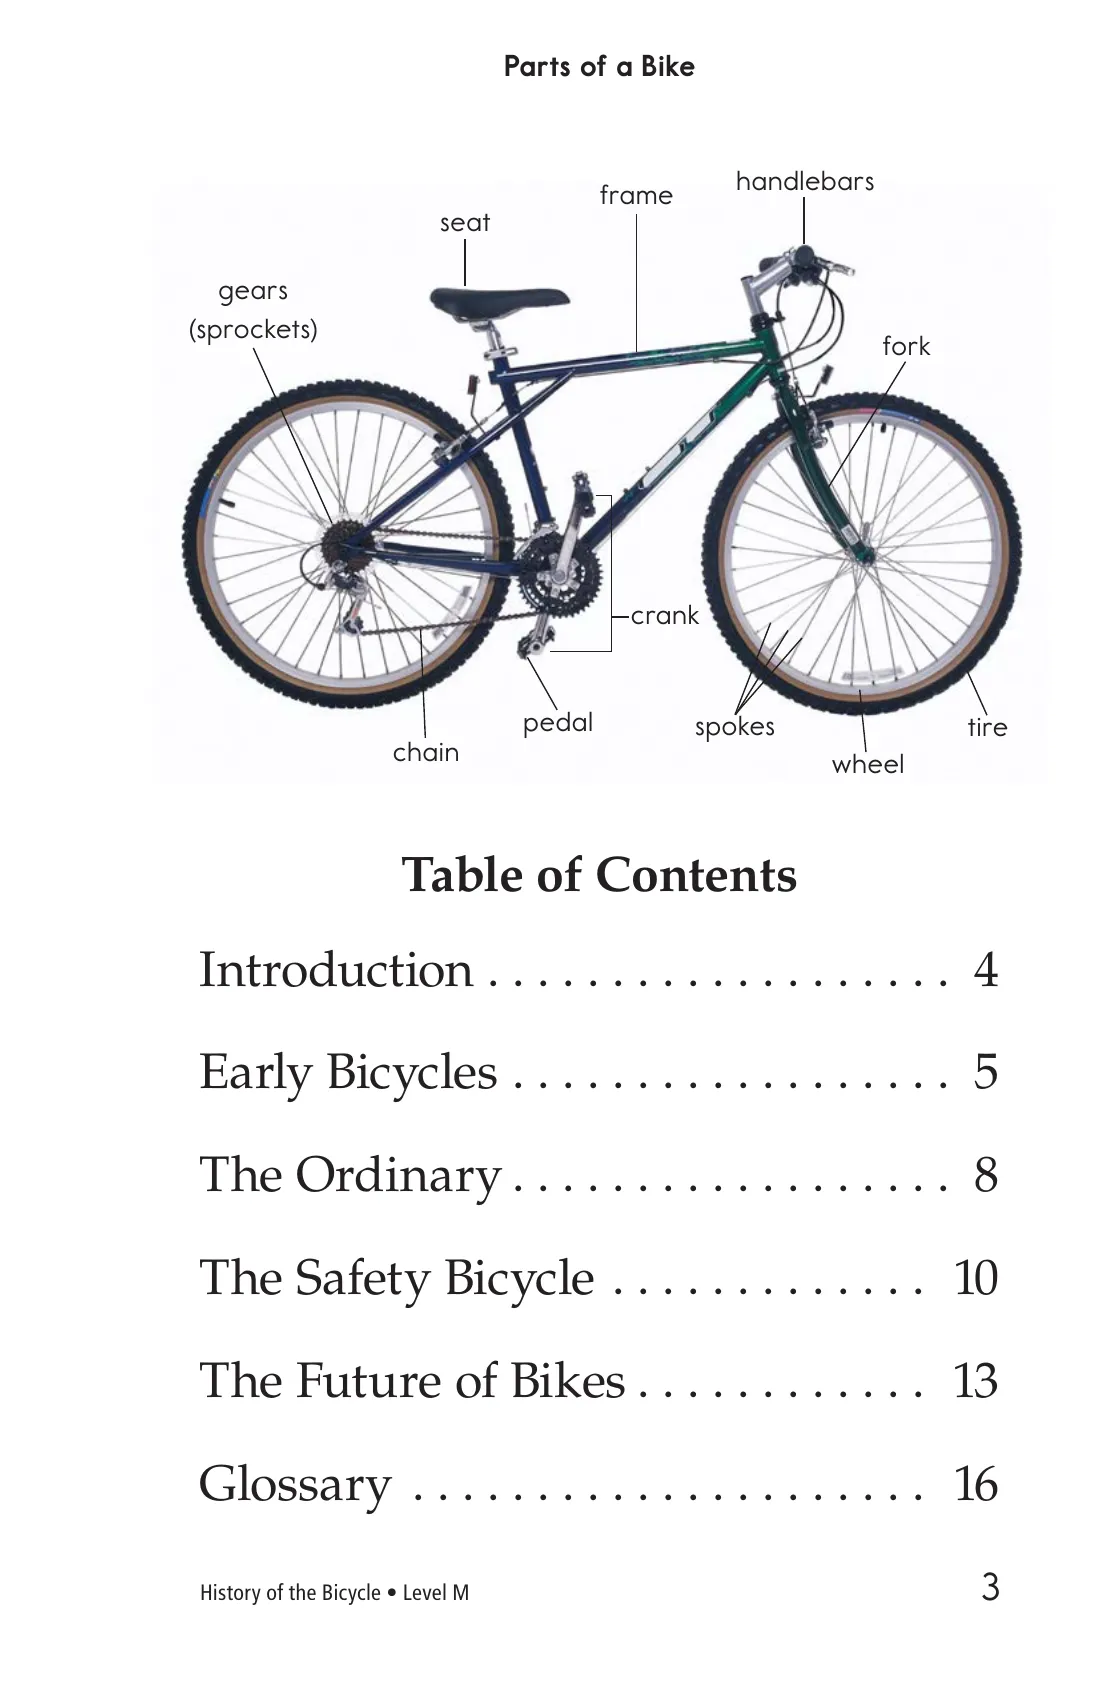 Parts of a Bike
handlebars
frame
seat
gears
(sprockets)
fork
crank
pedal
spokes
tire
chain
wheel
Table of Contents
Introduction . . . . . . . . . . . . . . . . . . . 4
Early Bicycles . . . . . . . . . . . . . . . . . . 5
The Ordinary . . . . . . . . . . . . . . . . . . 8
The Safety Bicycle . . . . . . . . . . . . . 10
The Future of Bikes . . . . . . . . . . . . 13
Glossary . . . . . . . . . . . . . . . . . . . . . 16
History of the Bicycle • Level M 3